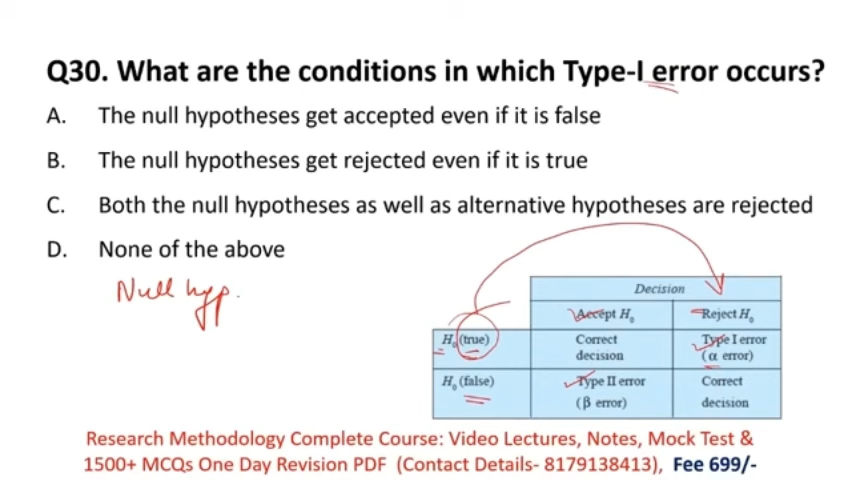 Q30. What are the conditions in which Type-I error occurs?
A. The null hypotheses get accepted even if it is false
B. The null hypotheses get rejected even if it is true
C. Both the null hypotheses as well as alternative hypotheses are rejected
D. None of the above
Null hyp.
Decision
Accept H₀ Reject H₀
H₀ (true) Correct decision Type I error (α error)
H₀ (false) Type II error (β error) Correct decision
Research Methodology Complete Course: Video Lectures, Notes, Mock Test &
1500+ MCQs One Day Revision PDF (Contact Details- 8179138413), Fee 699/-